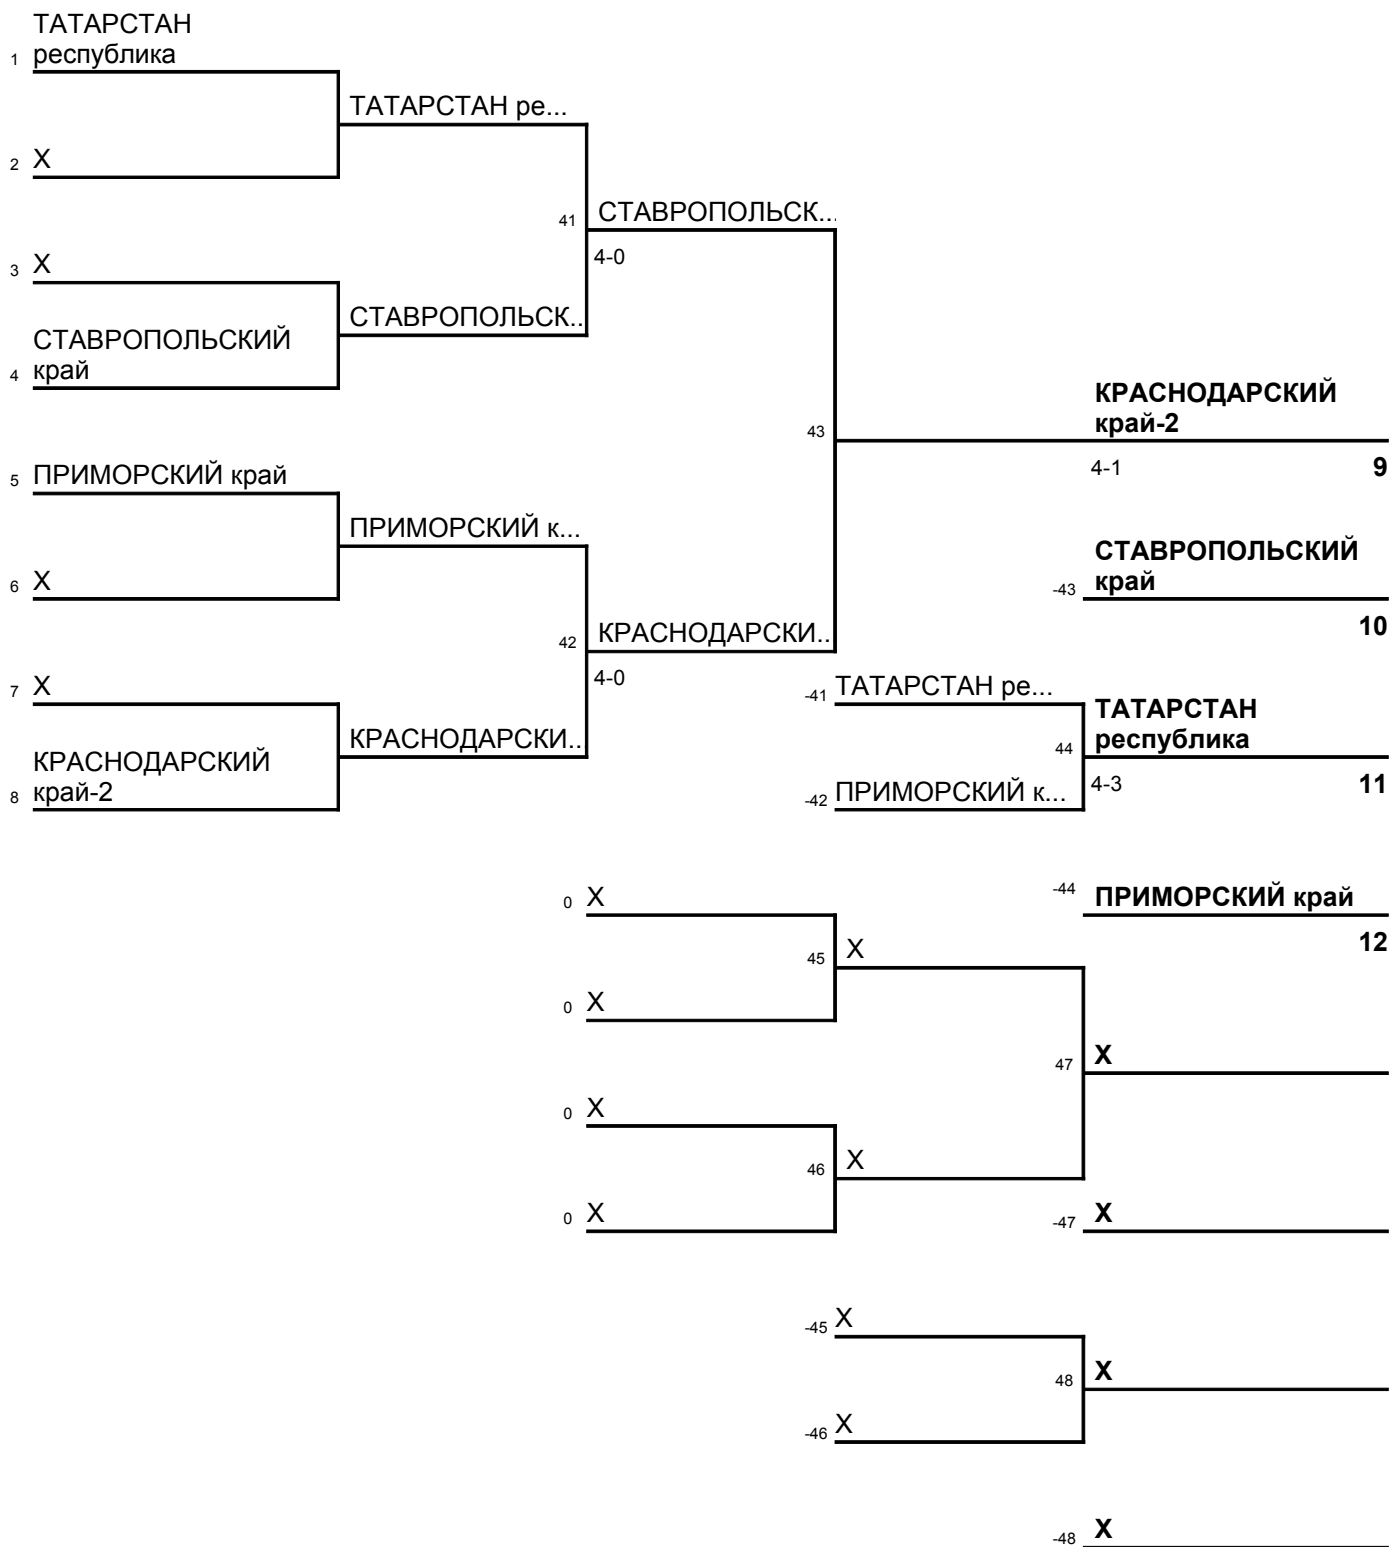 ТАТАРСТАН
1 республика
ТАТАРСТАН ре...
2 X
41 СТАВРОПОЛЬСК..
4-0
3 X
СТАВРОПОЛЬСК..
СТАВРОПОЛЬСКИЙ
4 край
КРАСНОДАРСКИЙ
край-2
43
4-1 9
5 ПРИМОРСКИЙ край
ПРИМОРСКИЙ к...
СТАВРОПОЛЬСКИЙ
-43 край
10
6 X
42 КРАСНОДАРСКИ..
4-0
7 X
-41 ТАТАРСТАН ре...
ТАТАРСТАН
республика
44
4-3 11
КРАСНОДАРСКИ..
КРАСНОДАРСКИЙ
8 край-2
-42 ПРИМОРСКИЙ к...
-44 ПРИМОРСКИЙ край
12
0 X
45 X
0 X
47 X
0 X
46 X
0 X
-47 X
-45 X
48 X
-46 X
-48 X